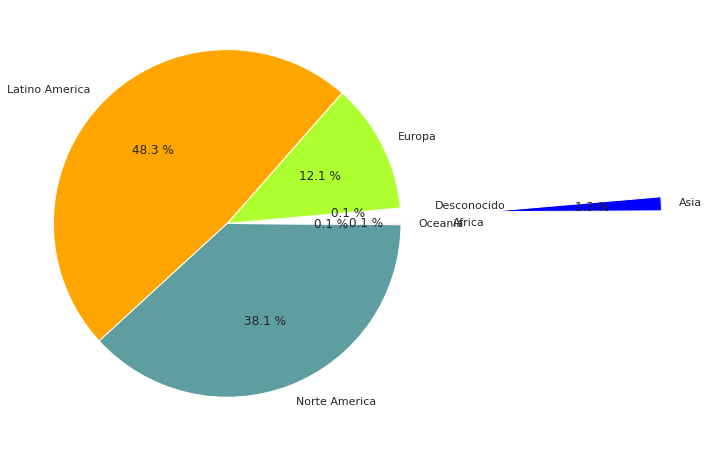 Latino America
48.3 %
Europa
12.1 %
Asia
Desconocido
0.1 %
Africa
0.1 %
Oceania
0.1 %
38.1 %
Norte America